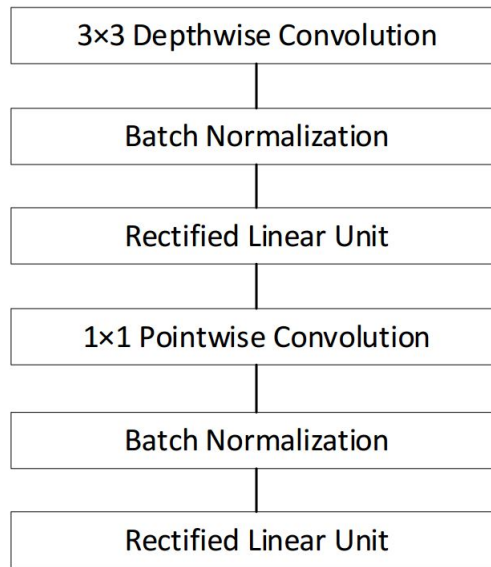 3×3 Depthwise Convolution
Batch Normalization
Rectified Linear Unit
1×1 Pointwise Convolution
Batch Normalization
Rectified Linear Unit